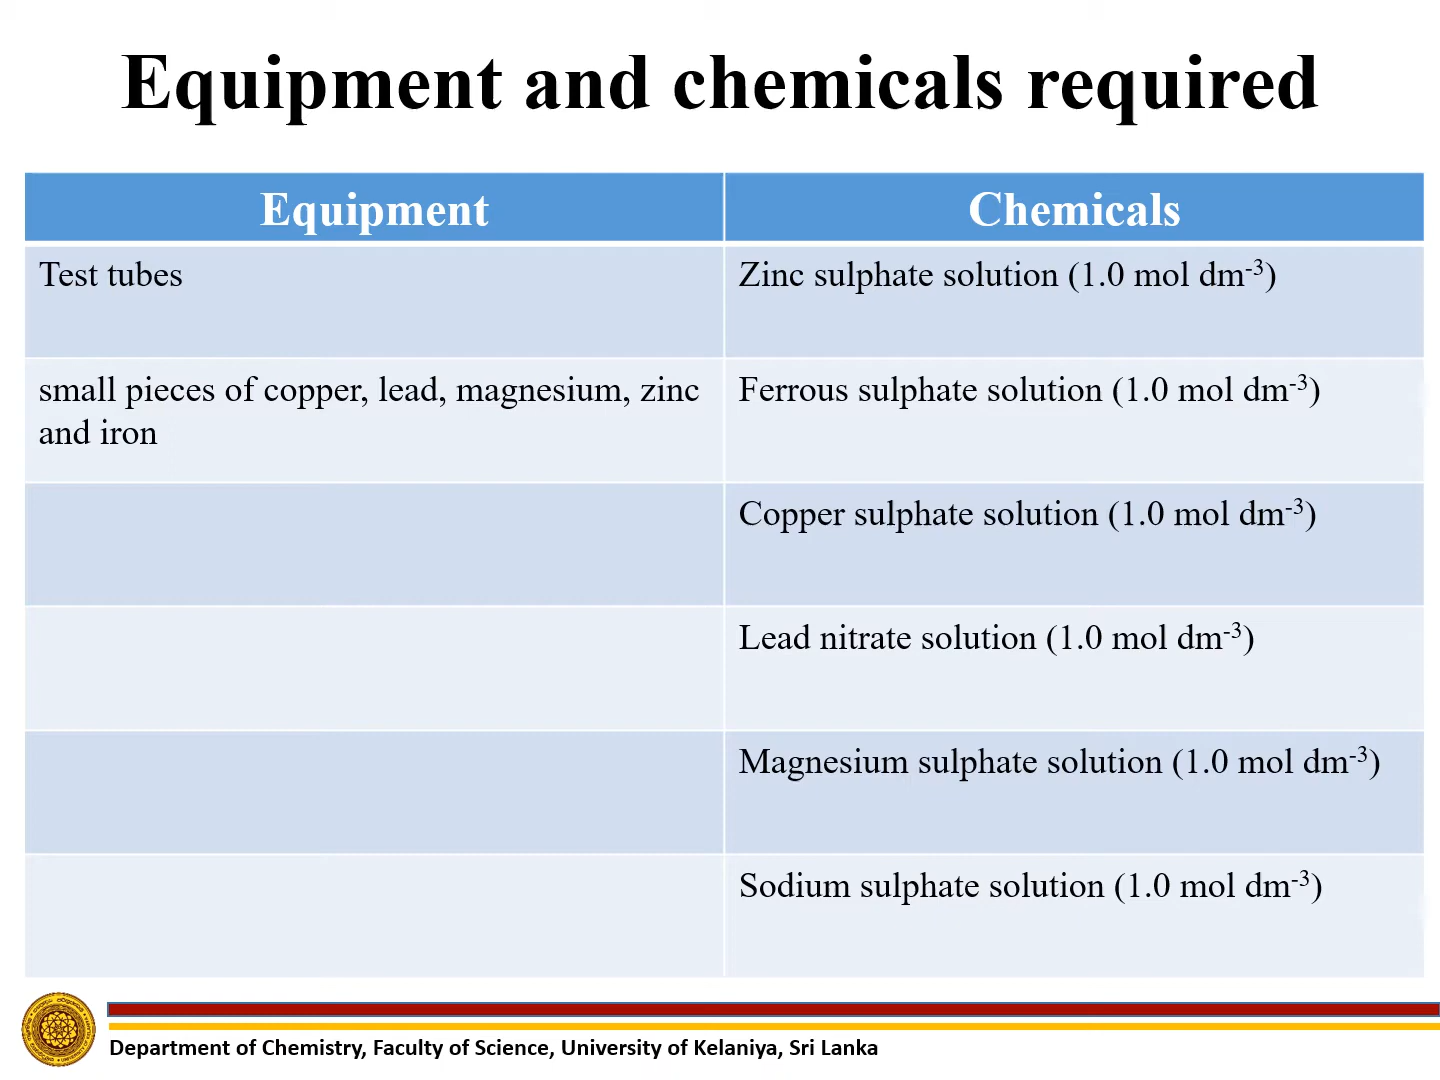 Equipment and chemicals required
Equipment
Chemicals
Test tubes
Zinc sulphate solution (1.0 mol dm-3)
small pieces of copper, lead, magnesium, zinc
and iron
Ferrous sulphate solution (1.0 mol dm-3)
Copper sulphate solution (1.0 mol dm-3)
Lead nitrate solution (1.0 mol dm-3)
Magnesium sulphate solution (1.0 mol dm-3)
Sodium sulphate solution (1.0 mol dm-3)
Department of Chemistry, Faculty of Science, University of Kelaniya, Sri Lanka